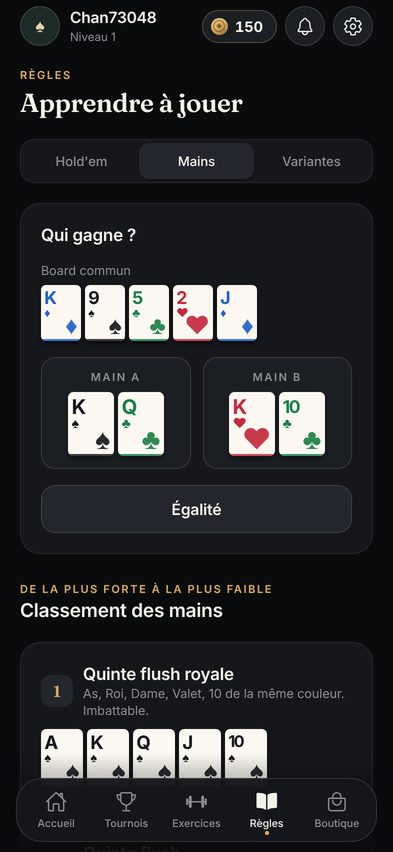 Chan73048
Niveau 1
150
RÈGLES
Apprendre à jouer
Hold'em
Mains
Variantes
Qui gagne ?
Board commun
K 9 5 2 J
MAIN A
MAIN B
K Q
K 10
Égalité
DE LA PLUS FORTE À LA PLUS FAIBLE
Classement des mains
1
Quinte flush royale
As, Roi, Dame, Valet, 10 de la même couleur.
Imbattable.
A K Q J 10
Accueil
Tournois
Exercices
Règles
Boutique